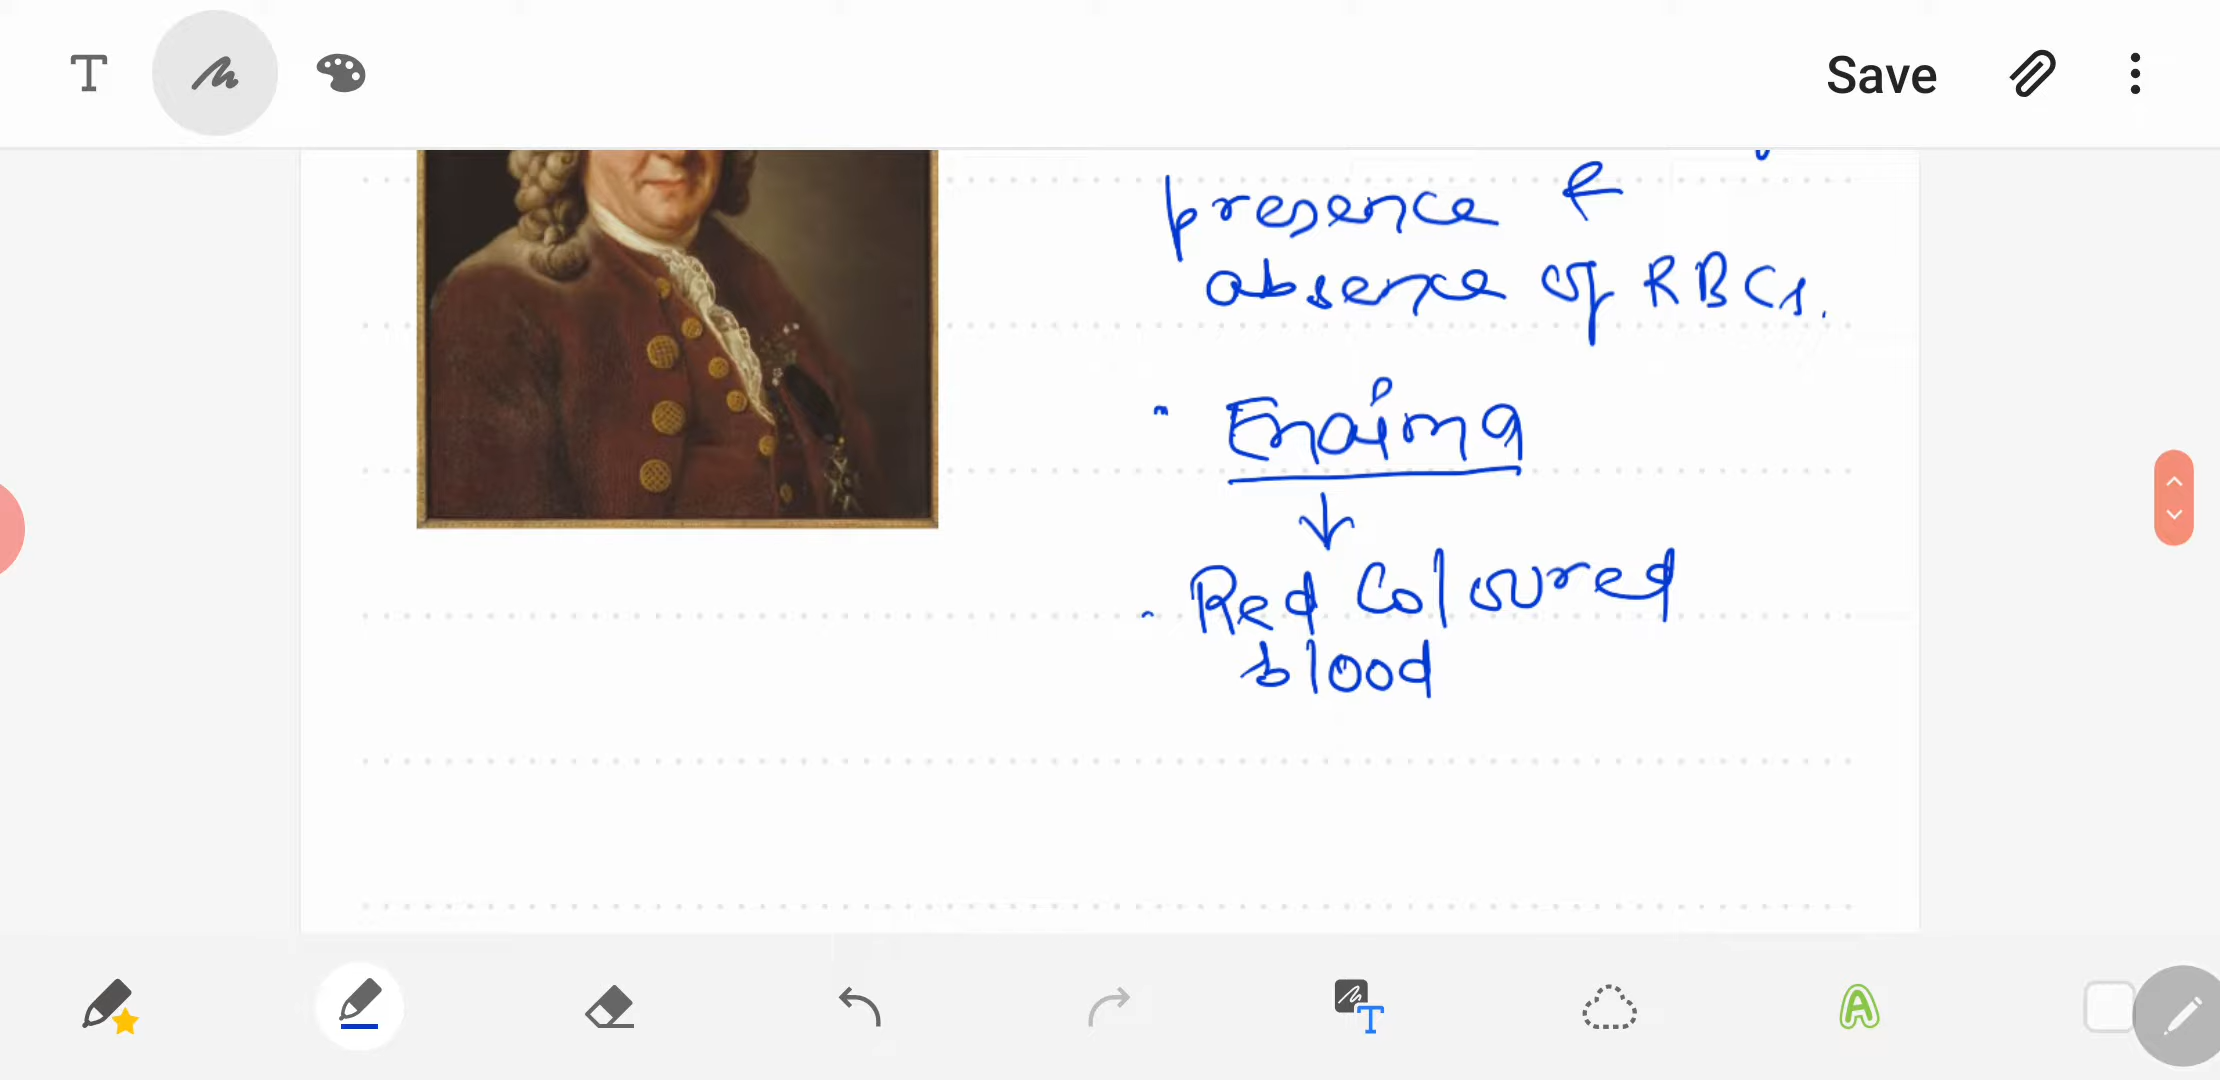 Save
presence &
absence of RBCs.
Enaima
Red Coloured
blood